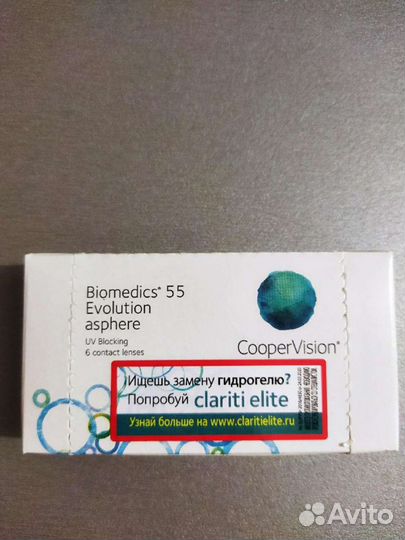 Biomedics® 55
Evolution
asphere
UV Blocking
6 contact lenses
CooperVision®
Ищешь замену гидрогелю?
Попробуй clariti elite
Узнай больше на www.claritielite.ru
Avito